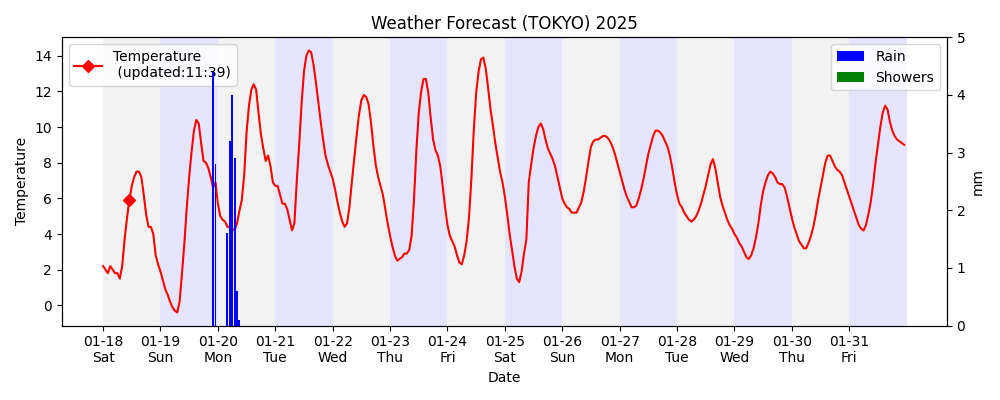 Weather Forecast (TOKYO) 2025
Temperature
(updated:11:39)
Rain
Showers
Temperature
14
12
10
8
6
4
2
0
5
4
3
2
1
0
mm
01-18 01-19 01-20 01-21 01-22 01-23 01-24 01-25 01-26 01-27 01-28 01-29 01-30 01-31
Sat Sun Mon Tue Wed Thu Fri Sat Sun Mon Tue Wed Thu Fri
Date